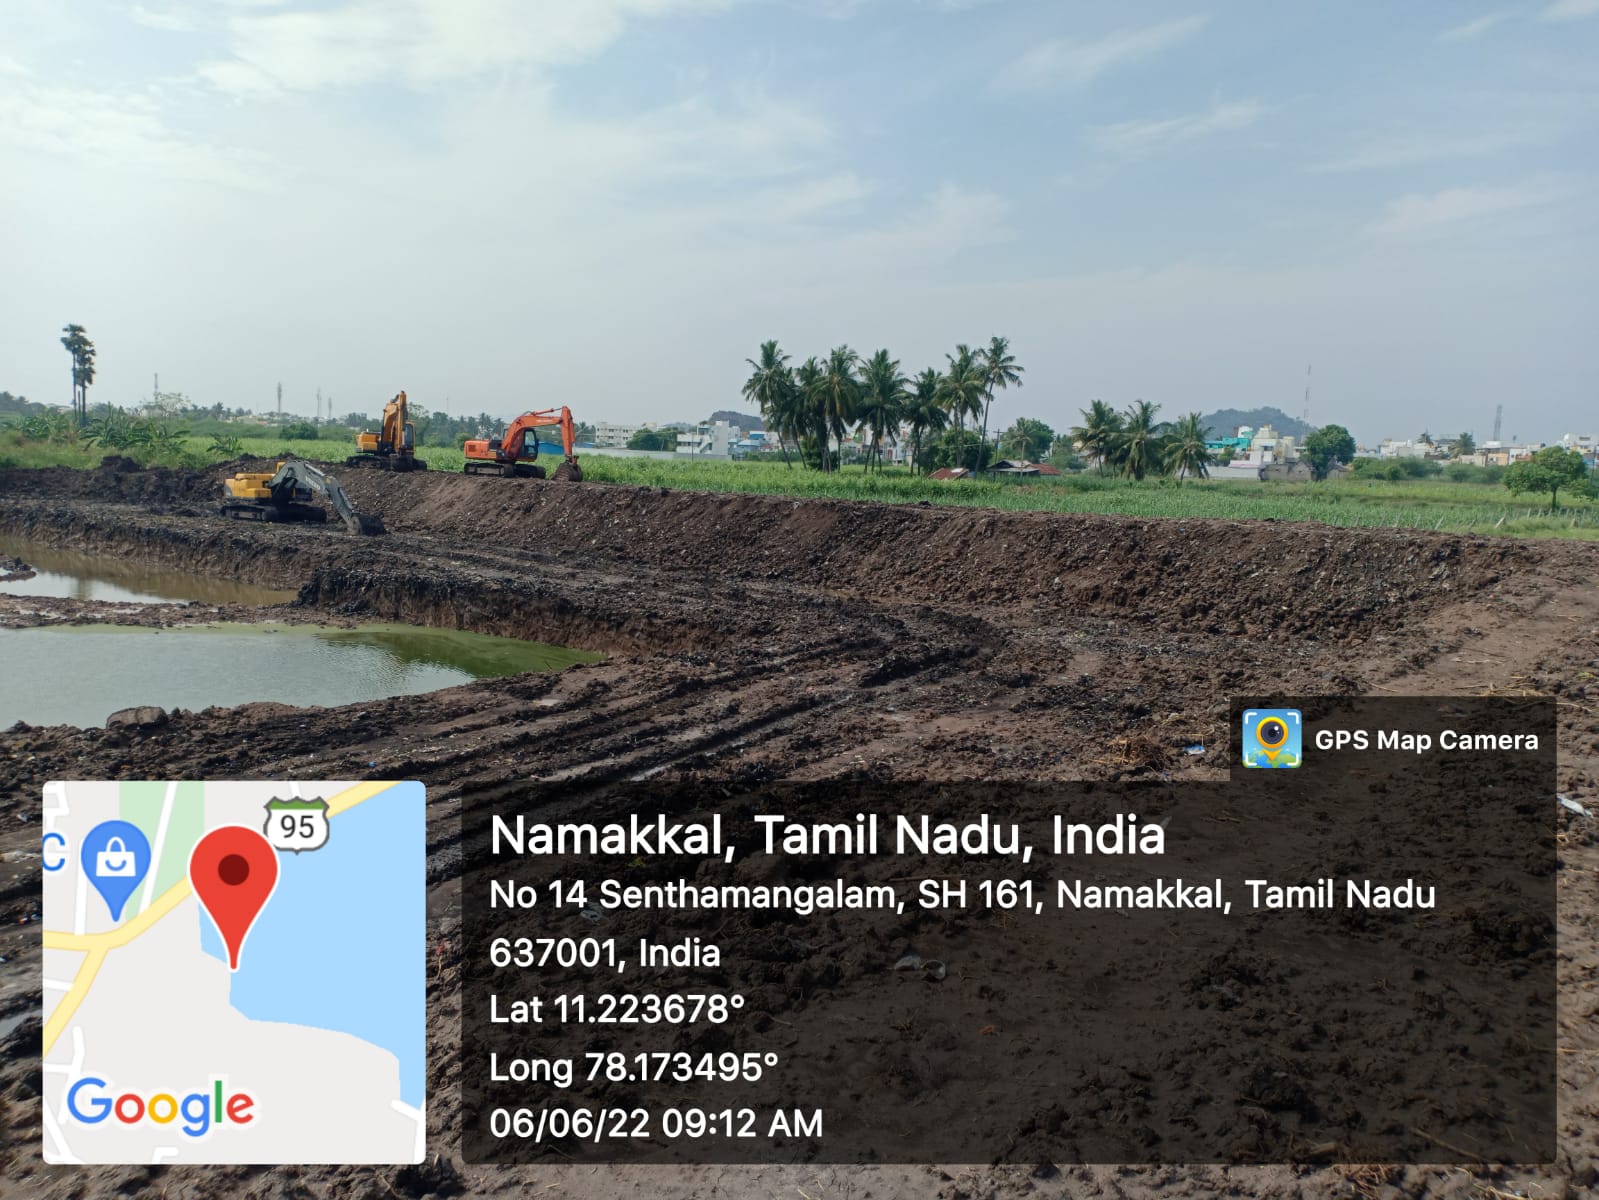 GPS Map Camera
95
C
Google
Namakkal, Tamil Nadu, India
No 14 Senthamangalam, SH 161, Namakkal, Tamil Nadu
637001, India
Lat 11.223678°
Long 78.173495°
06/06/22 09:12 AM